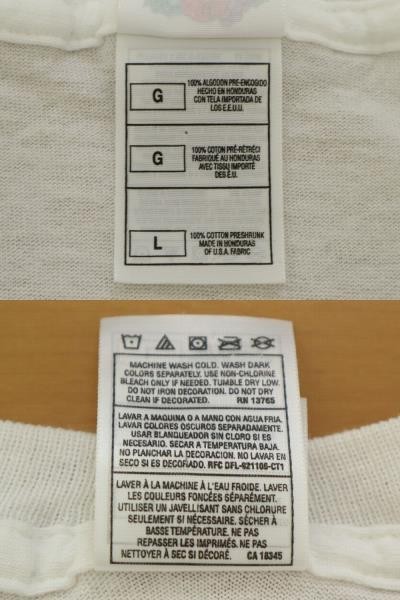 G
100% ALGODON PRE-ENCOGIDO
HECHO EN HONDURAS
CON TELA IMPORTADA DE
LOS E.E.U.U.
G
100% COTON PRÉ-RÉTRÉCI
FABRIQUÉ AU HONDURAS
AVEC TISSU IMPORTÉ
DES É.U.
L
100% COTTON PRESHRUNK
MADE IN HONDURAS
OF U.S.A. FABRIC
MACHINE WASH COLD. WASH DARK
COLORS SEPARATELY. USE NON-CHLORINE
BLEACH ONLY IF NEEDED. TUMBLE DRY LOW.
DO NOT IRON DECORATION. DO NOT DRY
CLEAN IF DECORATED. RN 13765
LAVAR A MAQUINA O A MANO CON AGUA FRIA.
LAVAR COLORES OSCUROS SEPARADAMENTE.
USAR BLANQUEADOR SIN CLORO SI ES
NECESARIO. SECAR A TEMPERATURA BAJA.
NO PLANCHAR LA DECORACION. NO LAVAR EN
SECO SI ES DECORADO. RFC DFL-921106-CT1
LAVER À LA MACHINE À L'EAU FROIDE. LAVER
LES COULEURS FONCÉES SÉPARÉMENT.
UTILISER UN JAVELLISANT SANS CHLORURE
SEULEMENT SI NÉCESSAIRE. SÉCHER À
BASSE TEMPÉRATURE. NE PAS
REPASSER LES IMPRIMÉS. NE PAS
NETTOYER À SEC SI DÉCORÉ. CA 18345